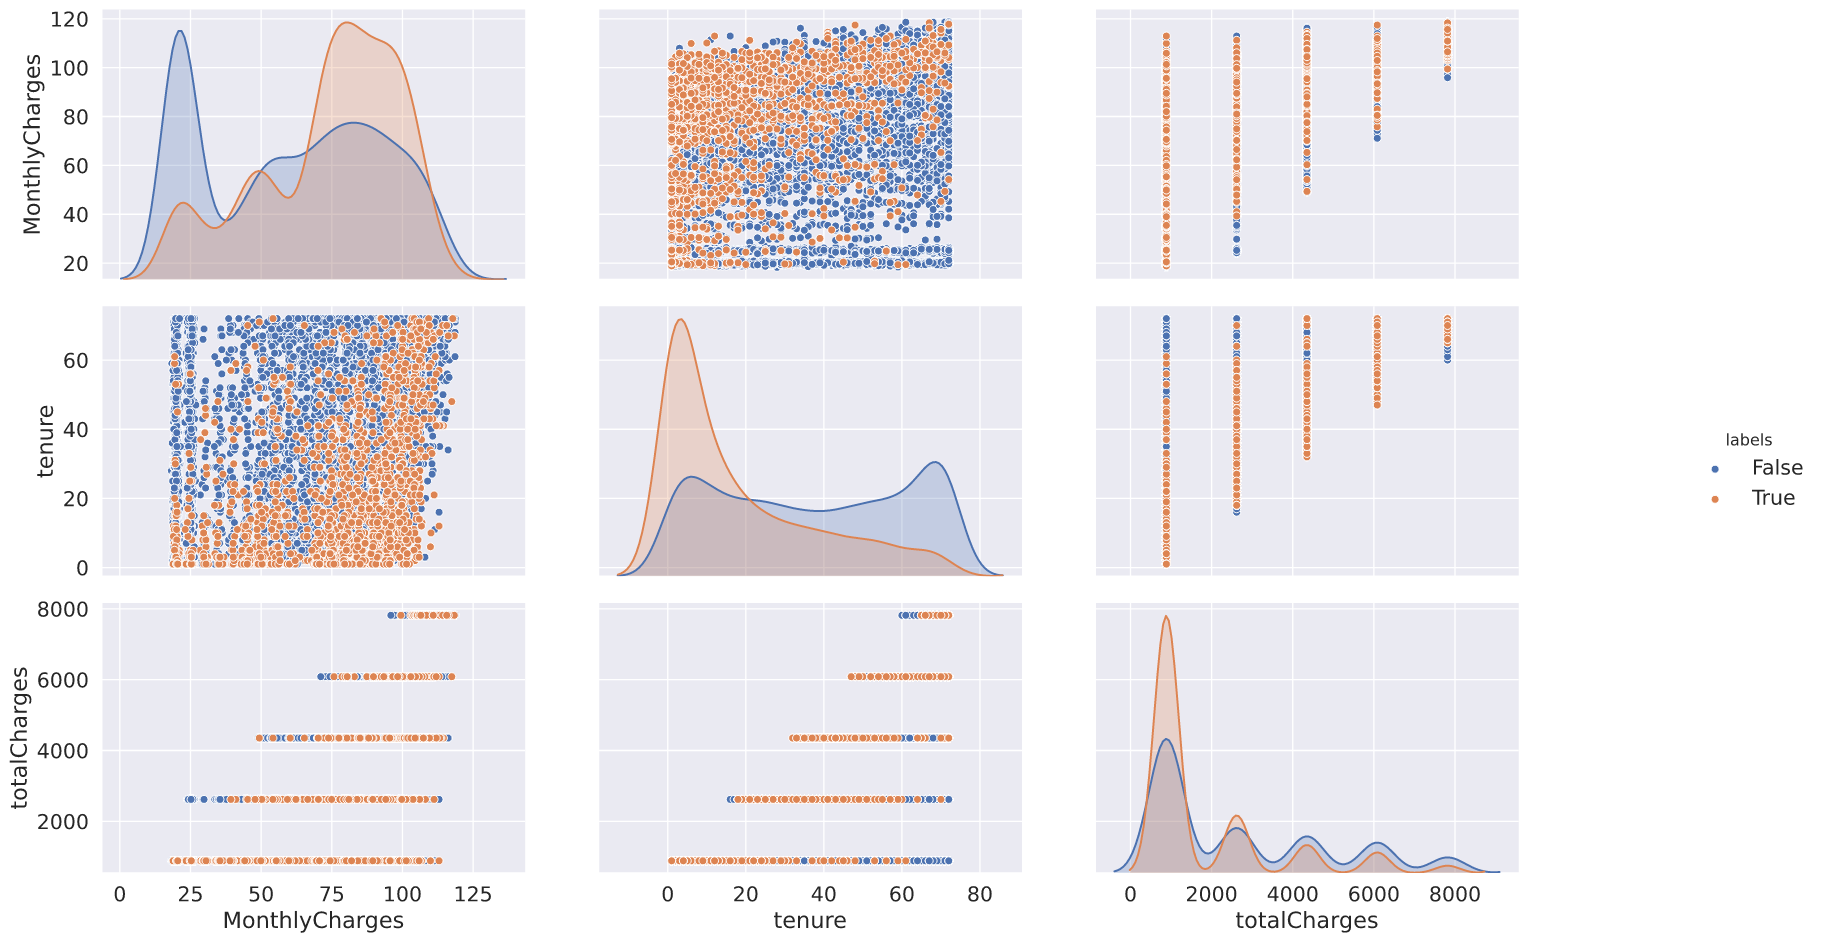 120
100
80
60
40
20
MonthlyCharges
60
40
20
0
tenure
8000
6000
4000
2000
totalCharges
0 25 50 75 100 125
MonthlyCharges
0 20 40 60 80
tenure
0 2000 4000 6000 8000
totalCharges
labels
False
True